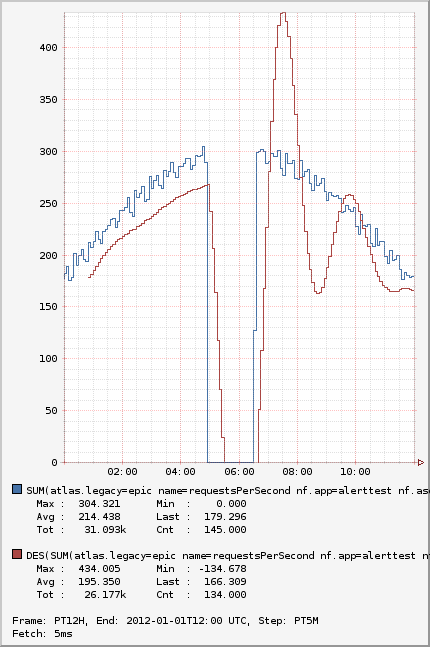 400
350
300
250
200
150
100
50
0
02:00 04:00 06:00 08:00 10:00
SUM(atlas.legacy=epic name=requestsPerSecond nf.app=alerttest nf.as
Max : 304.321 Min : 0.000
Avg : 214.438 Last : 179.296
Tot : 31.093k Cnt : 145.000
DES(SUM(atlas.legacy=epic name=requestsPerSecond nf.app=alerttest n
Max : 434.005 Min : -134.678
Avg : 195.350 Last : 166.309
Tot : 26.177k Cnt : 134.000
Frame: PT12H, End: 2012-01-01T12:00 UTC, Step: PT5M
Fetch: 5ms